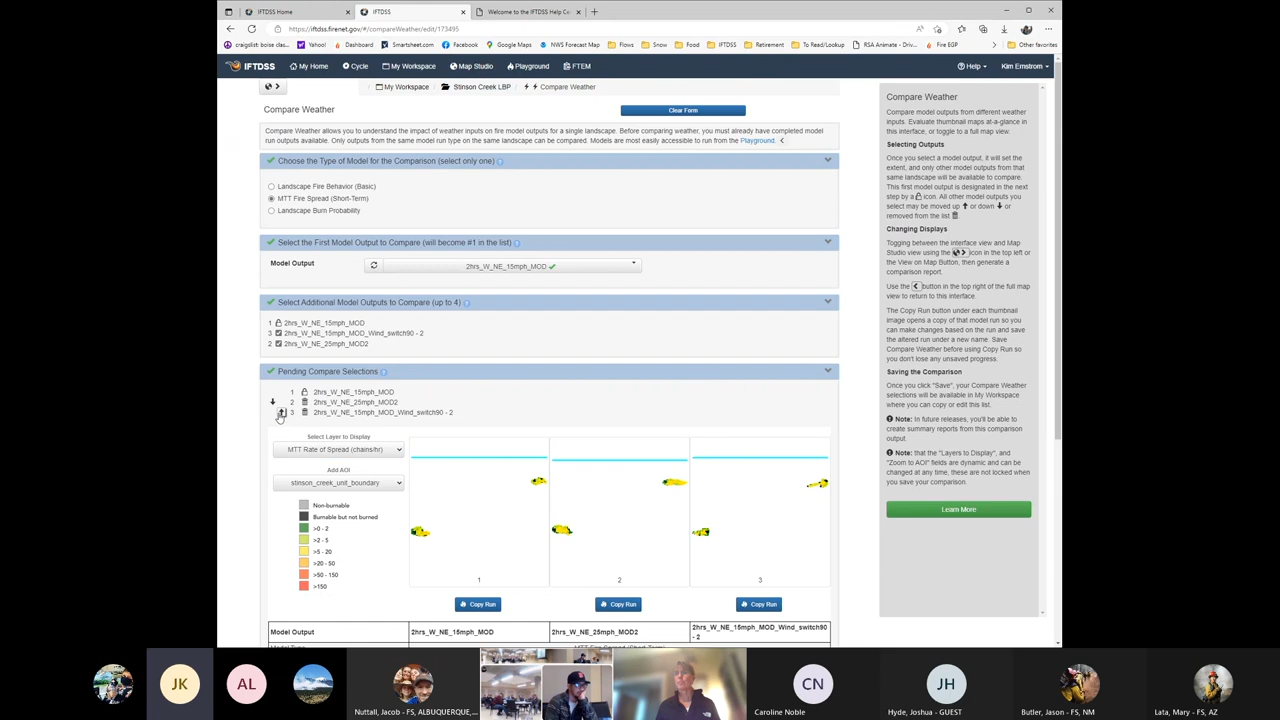 IFTDSS Home
IFTDSS
Welcome to the IFTDSS Help Ce
https://iftdss.firenet.gov/#/compareWeather/edit/173495
craigslist: boise clas...
Yahoo!
Dashboard
Smartsheet.com
Facebook
Google Maps
NWS Forecast Map
Flows
Snow
Food
IFTDSS
Retirement
To Read/Lookup
RSA Animate - Driv...
Fire EGP
Other favorites
IFTDSS
My Home
Cycle
My Workspace
Map Studio
Playground
FTEM
Help
Kim Ernstrom
My Workspace
Stinson Creek LBP
Compare Weather
Compare Weather
Clear Form
Compare Weather allows you to understand the impact of weather inputs on fire model outputs for a single landscape. Before comparing weather, you must already have completed model
run outputs available. Only outputs from the same model run type on the same landscape can be compared. Models are most easily accessible to run from the Playground.
Choose the Type of Model for the Comparison (select only one)
Landscape Fire Behavior (Basic)
MTT Fire Spread (Short-Term)
Landscape Burn Probability
Select the First Model Output to Compare (will become #1 in the list)
Model Output
2hrs_W_NE_15mph_MOD
Select Additional Model Outputs to Compare (up to 4)
1 2hrs_W_NE_15mph_MOD
3 2hrs_W_NE_15mph_MOD_Wind_switch90 - 2
2 2hrs_W_NE_25mph_MOD2
Pending Compare Selections
1 2hrs_W_NE_15mph_MOD
2 2hrs_W_NE_25mph_MOD2
3 2hrs_W_NE_15mph_MOD_Wind_switch90 - 2
Select Layer to Display
MTT Rate of Spread (chains/hr)
Add AOI
stinson_creek_unit_boundary
Non-burnable
Burnable but not burned
>0 - 2
>2 - 5
>5 - 20
>20 - 50
>50 - 150
>150
1
2
3
Copy Run
Copy Run
Copy Run
Model Output
2hrs_W_NE_15mph_MOD
2hrs_W_NE_25mph_MOD2
2hrs_W_NE_15mph_MOD_Wind_switch90
- 2
Compare Weather
Compare model outputs from different weather
inputs. Evaluate thumbnail maps at-a-glance in
this interface, or toggle to a full map view.
Selecting Outputs
Once you select a model output, it will set the
extent, and only other model outputs from that
same landscape will be available to compare.
This first model output is designated in the next
step by a icon. All other model outputs you
select may be moved up or down or
removed from the list
Changing Displays
Togging between the interface view and Map
Studio view using the icon in the top left or
the View on Map Button, then generate a
comparison report.
Use the button in the top right of the full map
view to return to this interface.
The Copy Run button under each thumbnail
image opens a copy of that model run so you
can make changes based on the run and save
the altered run under a new name. Save
Compare Weather before using Copy Run so
you don't lose any unsaved progress.
Saving the Comparison
Once you click "Save", your Compare Weather
selections will be available in My Workspace
where you can copy or edit this list.
Note: In future releases, you'll be able to
create summary reports from this comparison
output.
Note: that the "Layers to Display", and
"Zoom to AOI" fields are dynamic and can be
changed at any time, these are not locked when
you save your comparison.
Learn More
JK
AL
Nuttall, Jacob - FS, ALBUQUERQUE,...
CN
Caroline Noble
JH
Hyde, Joshua - GUEST
Butler, Jason - FS, NM
Lata, Mary - FS, AZ